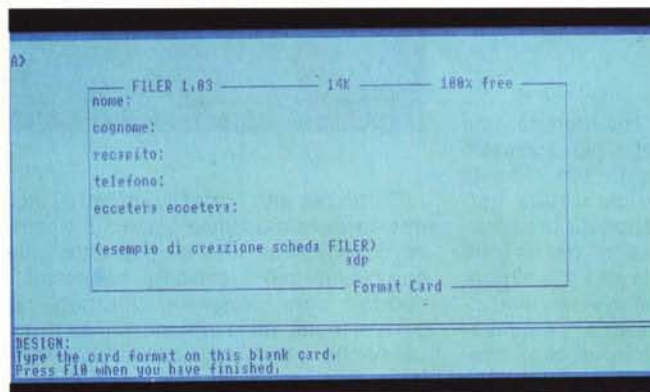 A>
FILER 1.03 14K 100% free
nome:
cognome:
recapito:
telefono:
eccetera eccetera:
(esempio di creazione scheda FILER)
adp
Format Card
DESIGN:
Type the card format on this blank card.
Press F10 when you have finished.